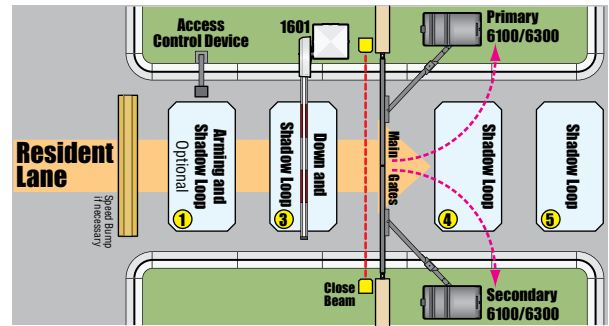 Access
Control Device
1601
Primary
6100/6300
Resident
Lane
Speed Bump
if necessary
Arming and
Shadow Loop
Optional
1
Down and
Shadow Loop
3
Main Gates
Shadow Loop
4
Shadow Loop
5
Close
Beam
Secondary
6100/6300